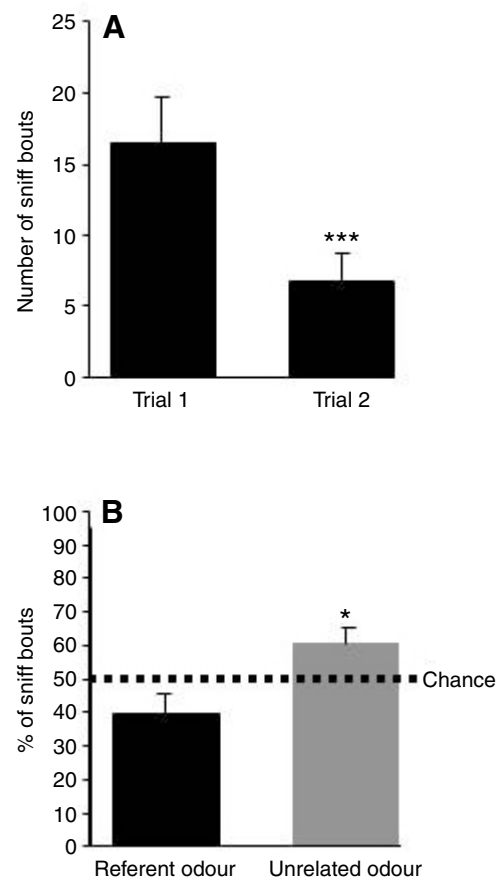 A
25
20
15
10
5
0
Number of sniff bouts
***
Trial 1 Trial 2
B
100
90
80
70
60
50
40
30
20
10
0
% of sniff bouts
*
Chance
Referent odour Unrelated odour